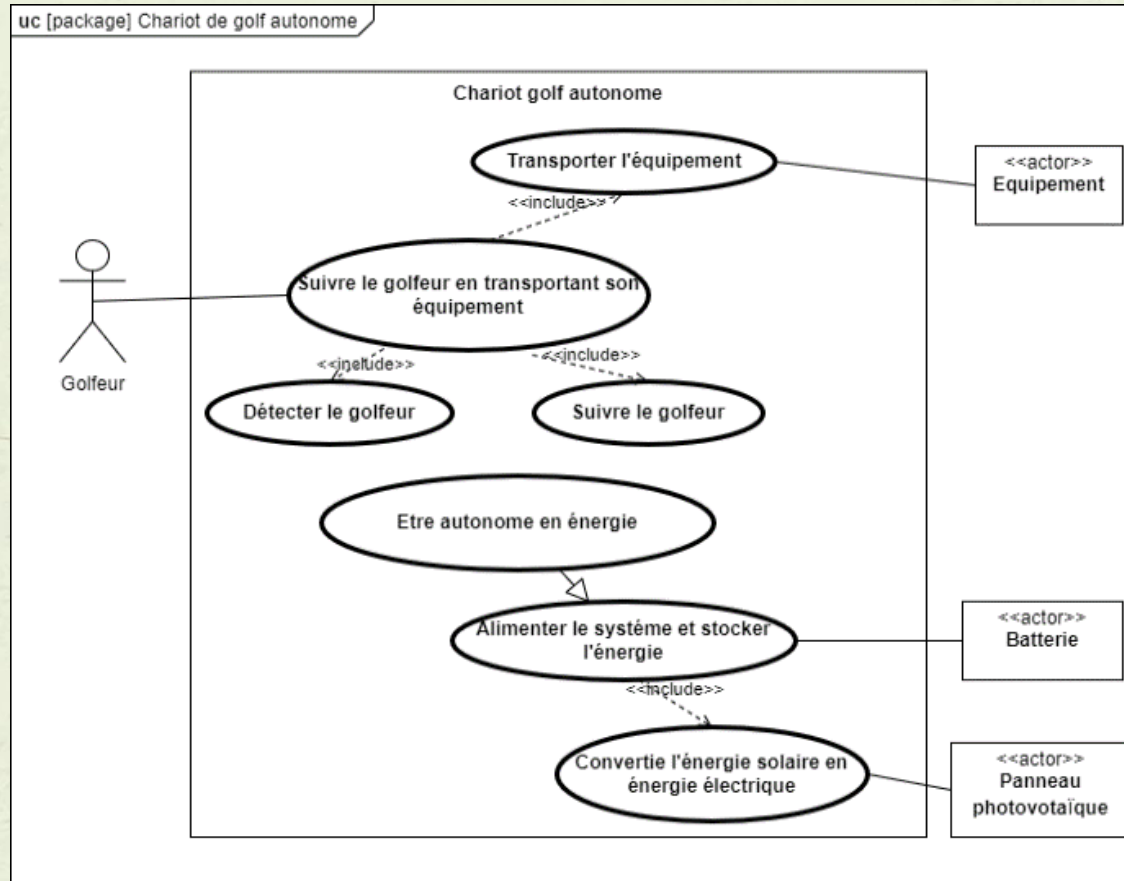 uc [package] Chariot de golf autonome
Chariot golf autonome
Transporter l'équipement
<<actor>>
Equipement
<<include>>
Suivre le golfeur en transportant son
équipement
Golfeur
<<include>>
<<include>>
Détecter le golfeur
Suivre le golfeur
Etre autonome en énergie
Alimenter le système et stocker
l'énergie
<<actor>>
Batterie
<<include>>
Convertie l'énergie solaire en
énergie électrique
<<actor>>
Panneau
photovotaïque